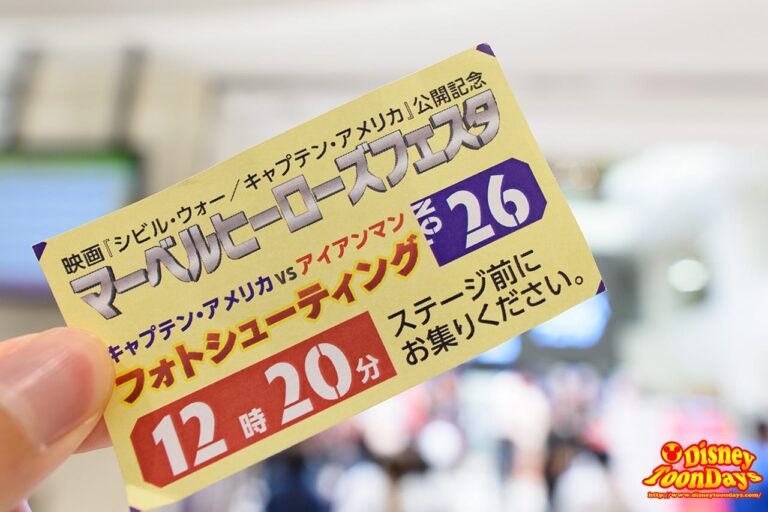 映画『シビル・ウォー／キャプテン・アメリカ』公開記念
マーベルヒーローズフェスタ
キャプテン・アメリカ VS アイアンマン
フォトシューティング
NO. 26
12時20分
ステージ前に
お集りください。
Disney
ToonDays
http://www.disneytoondays.com